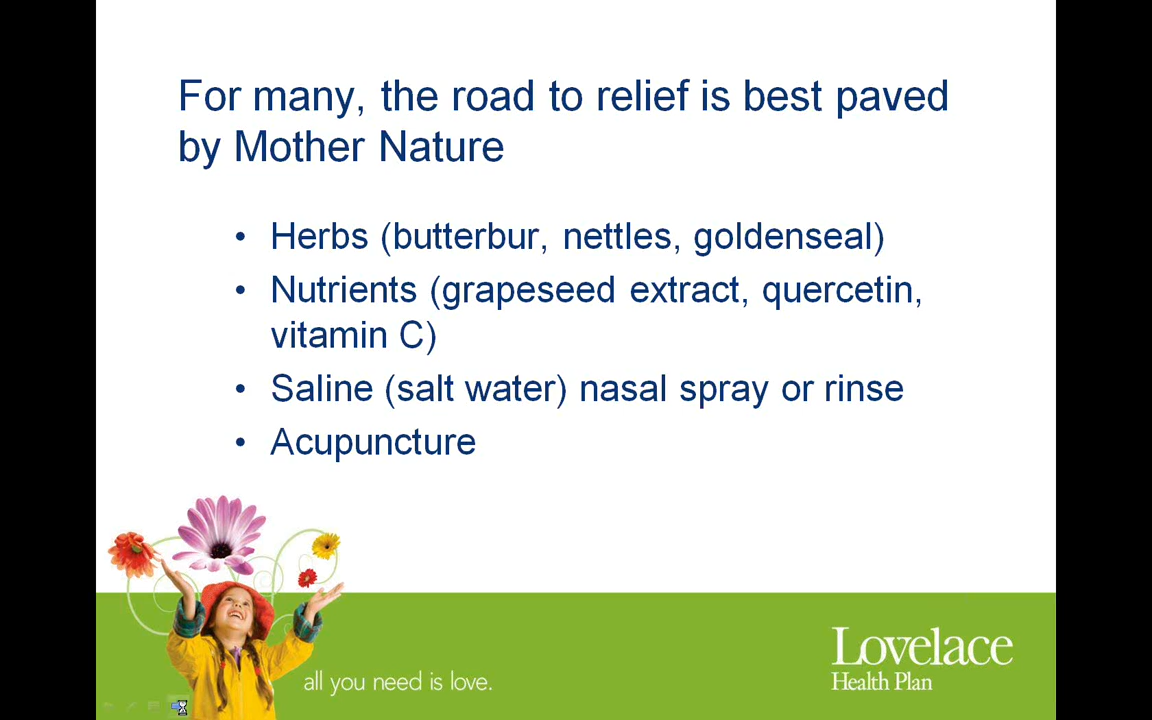 For many, the road to relief is best paved
by Mother Nature
• Herbs (butterbur, nettles, goldenseal)
• Nutrients (grapeseed extract, quercetin,
vitamin C)
• Saline (salt water) nasal spray or rinse
• Acupuncture
all you need is love.
Lovelace
Health Plan